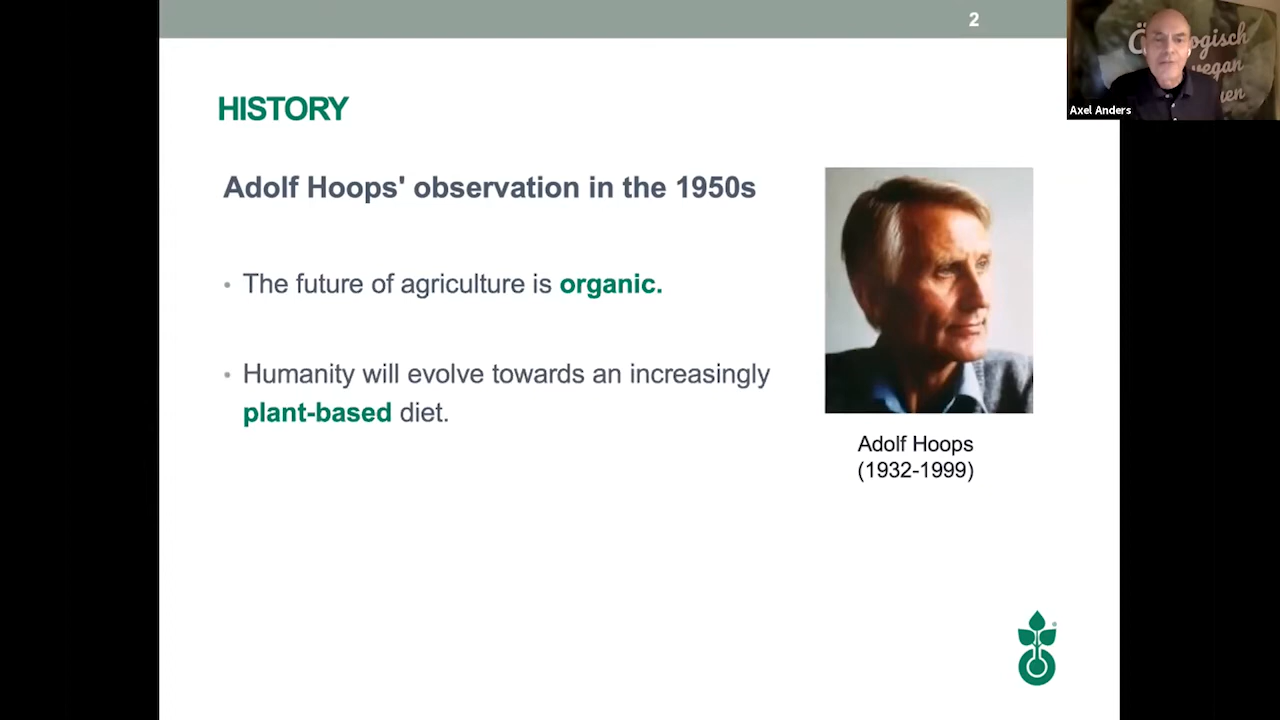 2
HISTORY
Adolf Hoops' observation in the 1950s
• The future of agriculture is organic.
• Humanity will evolve towards an increasingly
plant-based diet.
Adolf Hoops
(1932-1999)
vegan
Axel Anders